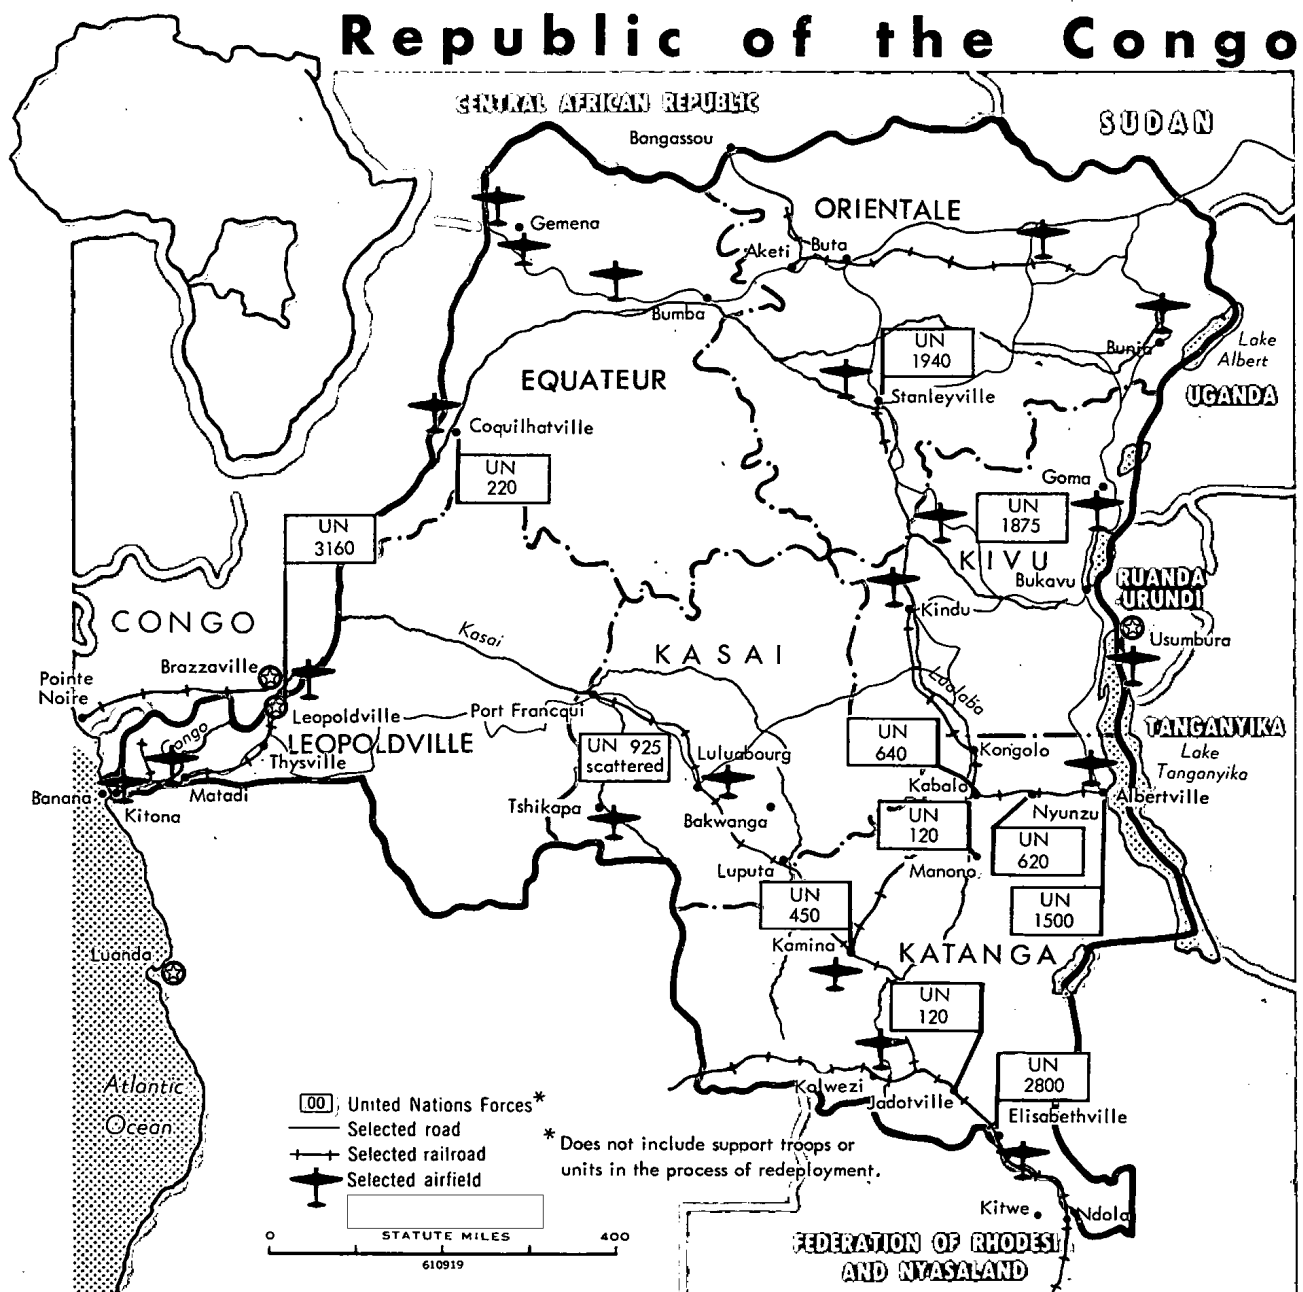 Republic of the Congo
CENTRAL AFRICAN REPUBLIC
SUDAN
Bangassou
ORIENTALE
Gemena
Aketi
Buta
Bumba
Bunia
Lake
Albert
UN
1940
EQUATEUR
UGANDA
Stanleyville
Coquilhatville
UN
220
Goma
UN
1875
UN
3160
KIVU
Bukavu
RUANDA
URUNDI
CONGO
Kindu
Usumbura
Kasai
KASAI
Brazzaville
Pointe
Noire
Lualaba
Leopoldville
Port Francqui
Congo
LEOPOLDVILLE
Thysville
UN 925
scattered
Luluabourg
UN
640
Kongolo
TANGANYIKA
Lake
Tanganyika
Banana
Matadi
Kitona
Tshikapa
Bakwanga
Kabalo
Nyunzu
Albertville
UN
120
UN
620
Luputa
Manono
UN
450
UN
1500
Kamina
KATANGA
Luanda
UN
120
UN
2800
Atlantic
Ocean
Kolwezi
Jadotville
Elisabethville
.00 United Nations Forces*
Selected road
Selected railroad
Selected airfield
* Does not include support troops or
units in the process of redeployment.
Kitwe
Ndola
0 STATUTE MILES 400
610919
FEDERATION OF RHODESI
AND NYASALAND